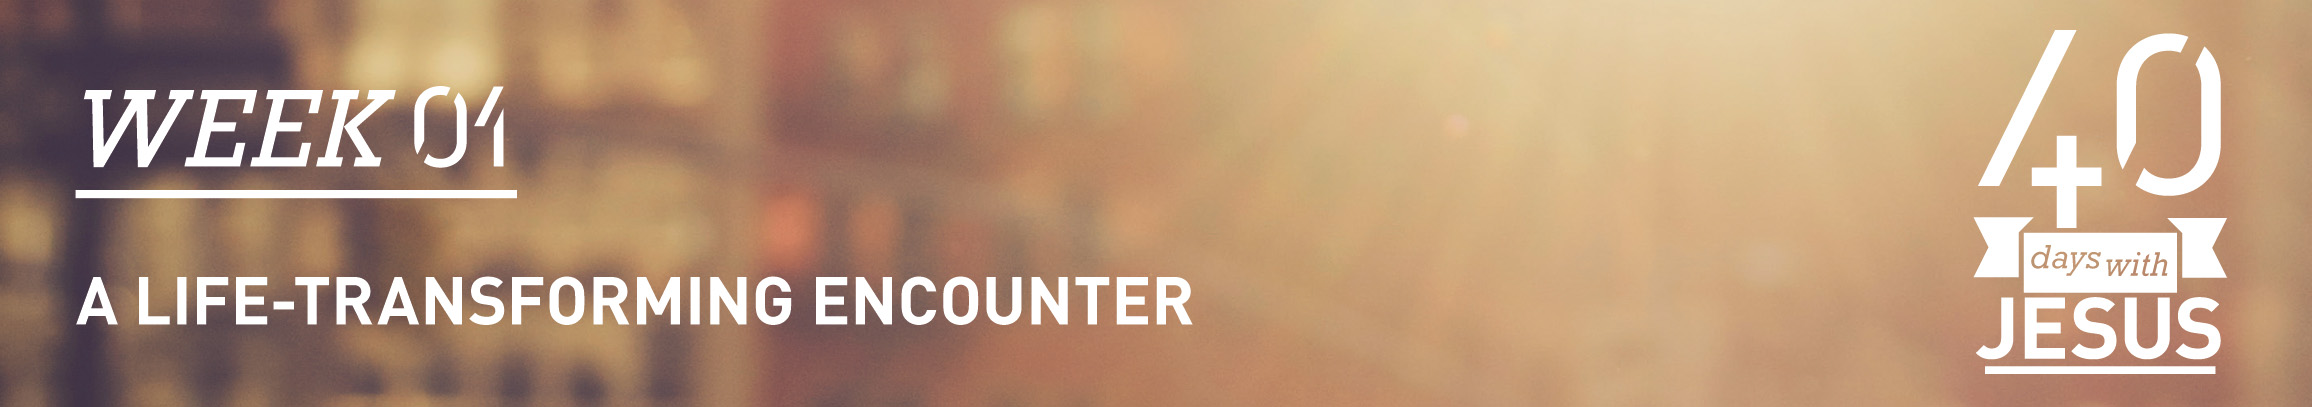 WEEK 01
A LIFE-TRANSFORMING ENCOUNTER
40
days with
JESUS